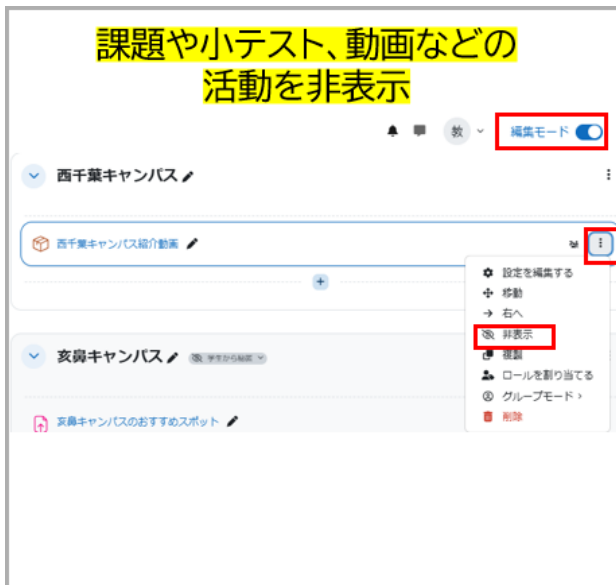 課題や小テスト、動画などの
活動を非表示
教
編集モード
西千葉キャンパス
西千葉キャンパス紹介動画
設定を編集する
移動
右へ
非表示
複製
ロールを割り当てる
グループモード >
削除
亥鼻キャンパス
学生から秘匿
亥鼻キャンパスのおすすめスポット